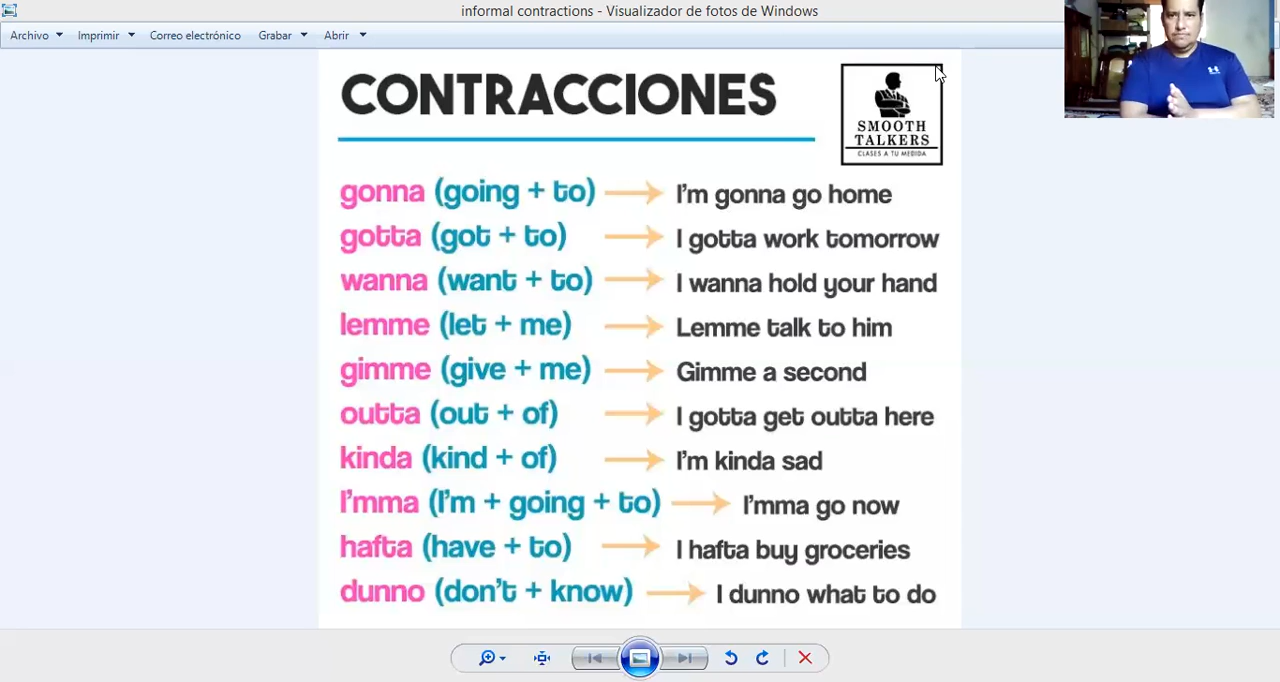 informal contractions - Visualizador de fotos de Windows
Archivo Imprimir Correo electrónico Grabar Abrir
CONTRACCIONES
SMOOTH
TALKERS
CLASES A TU MEDIDA
gonna (going + to) I'm gonna go home
gotta (got + to) I gotta work tomorrow
wanna (want + to) I wanna hold your hand
lemme (let + me) Lemme talk to him
gimme (give + me) Gimme a second
outta (out + of) I gotta get outta here
kinda (kind + of) I'm kinda sad
I'mma (I'm + going + to) I'mma go now
hafta (have + to) I hafta buy groceries
dunno (don't + know) I dunno what to do